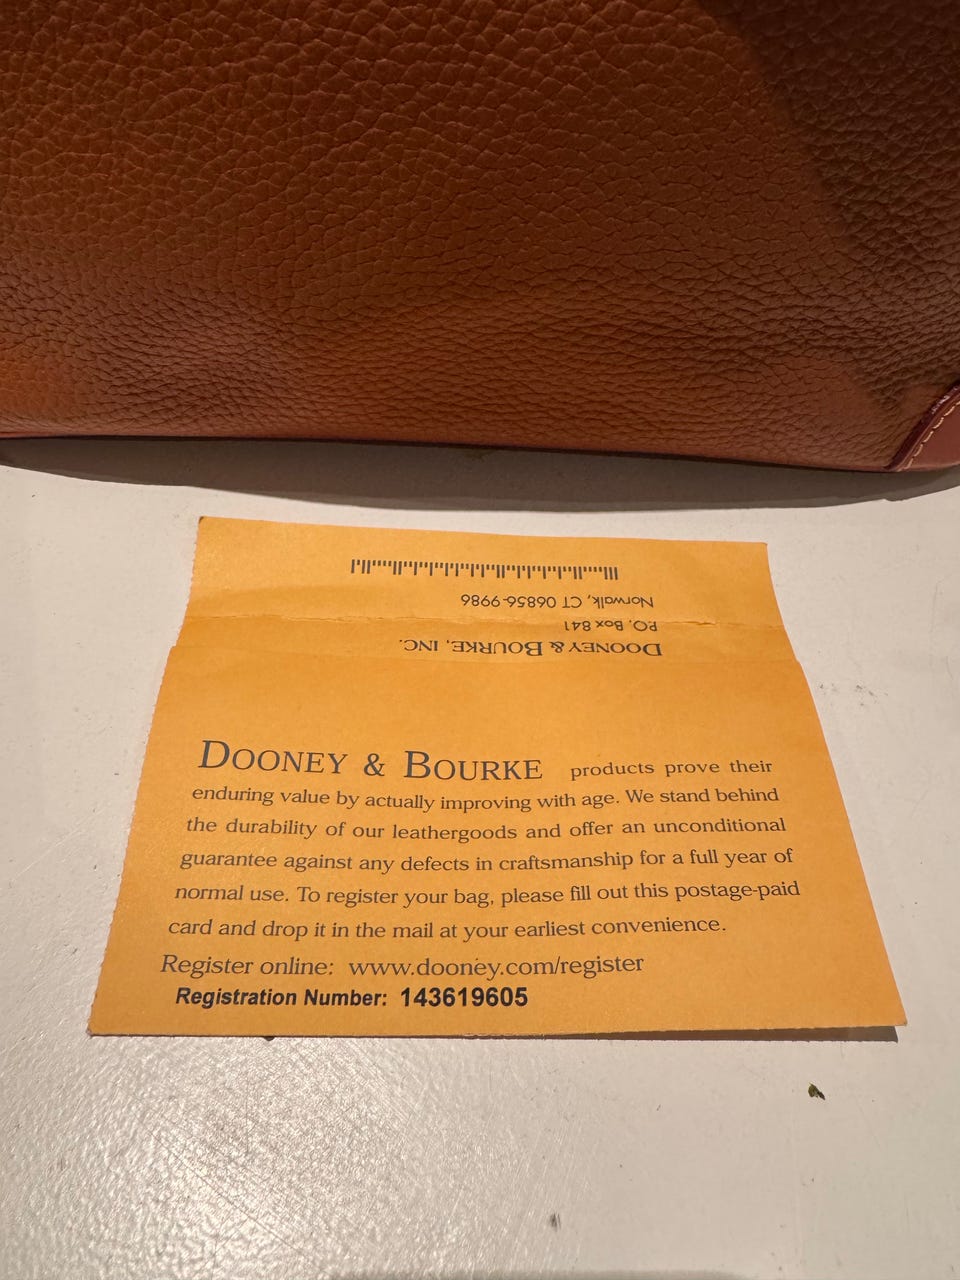 DOONEY & BOURKE, INC.
P.O. Box 841
Norwalk, CT 06856-9986
DOONEY & BOURKE products prove their
enduring value by actually improving with age. We stand behind
the durability of our leathergoods and offer an unconditional
guarantee against any defects in craftsmanship for a full year of
normal use. To register your bag, please fill out this postage-paid
card and drop it in the mail at your earliest convenience.
Register online: www.dooney.com/register
Registration Number: 143619605